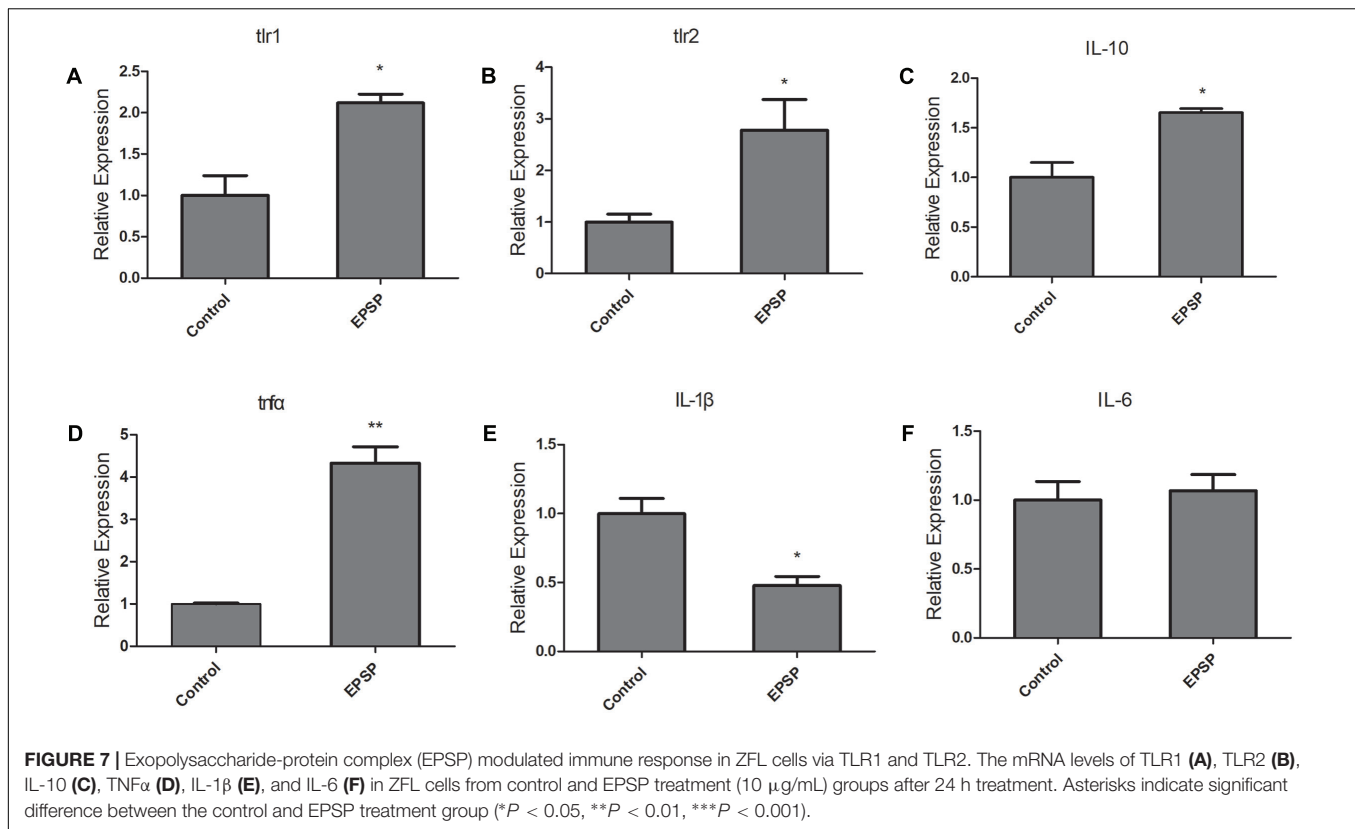 tlr1
A
Relative Expression
2.5
2.0
1.5
1.0
0.5
0.0
*
Control
EPSP
tlr2
B
Relative Expression
4
3
2
1
0
*
Control
EPSP
IL-10
C
Relative Expression
2.0
1.5
1.0
0.5
0.0
*
Control
EPSP
tnfα
D
Relative Expression
5
4
3
2
1
0
**
Control
EPSP
IL-1β
E
Relative Expression
1.5
1.0
0.5
0.0
*
Control
EPSP
IL-6
F
Relative Expression
1.5
1.0
0.5
0.0
Control
EPSP
FIGURE 7 | Exopolysaccharide-protein complex (EPSP) modulated immune response in ZFL cells via TLR1 and TLR2. The mRNA levels of TLR1 (A), TLR2 (B),
IL-10 (C), TNFα (D), IL-1β (E), and IL-6 (F) in ZFL cells from control and EPSP treatment (10 μg/mL) groups after 24 h treatment. Asterisks indicate significant
difference between the control and EPSP treatment group (*P < 0.05, **P < 0.01, ***P < 0.001).